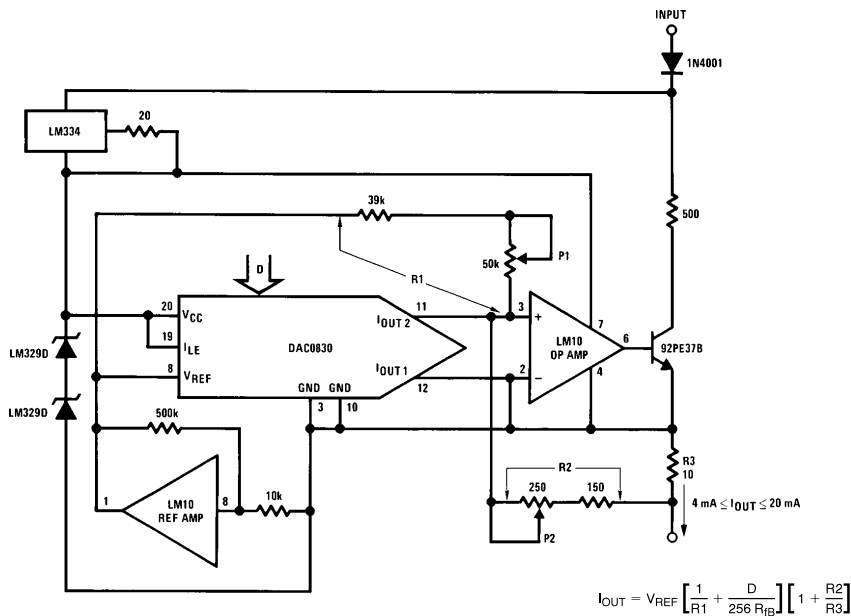 INPUT
1N4001
20
LM334
39k
500
P1
50k
R1
D
20
VCC
11
IOUT 2
3
+
7
19
ILE
DAC0830
LM10
OP AMP
6
92PE37B
LM329D
8
VREF
IOUT 1
12
2
–
4
GND
GND
3
10
LM329D
500k
R3
10
R2
1
LM10
REF AMP
8
10k
250
150
4 mA ≤ IOUT ≤ 20 mA
P2
IOUT = VREF [1/R1 + D/256 RfB] [1 + R2/R3]